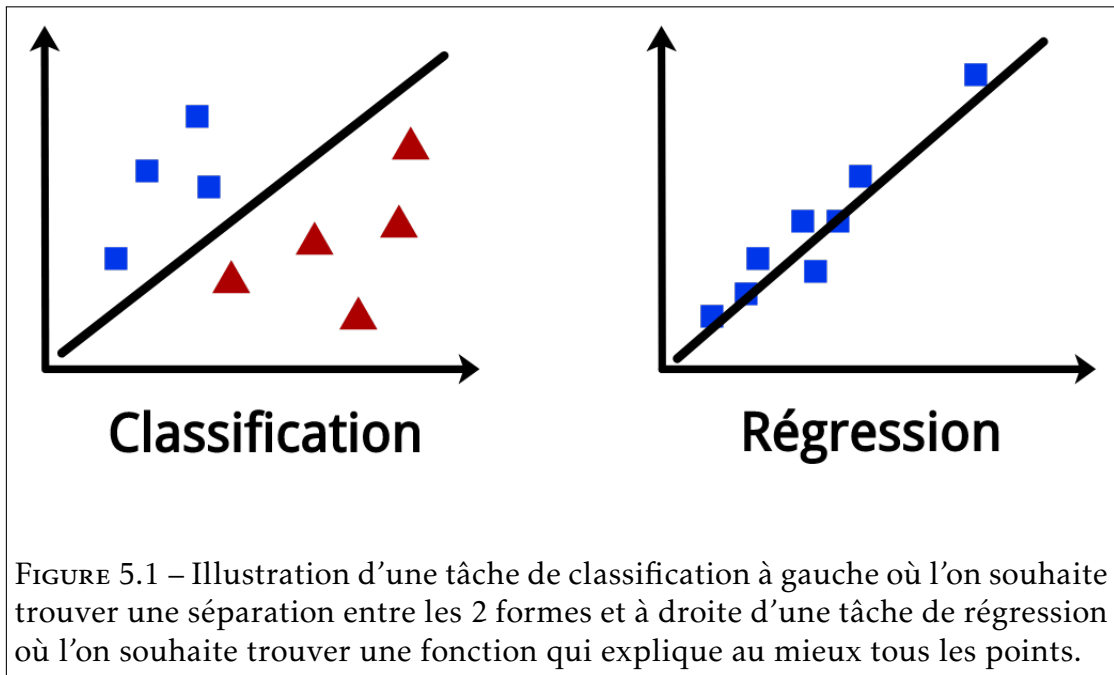 Classification
Régression
FIGURE 5.1 – Illustration d'une tâche de classification à gauche où l'on souhaite
trouver une séparation entre les 2 formes et à droite d'une tâche de régression
où l'on souhaite trouver une fonction qui explique au mieux tous les points.